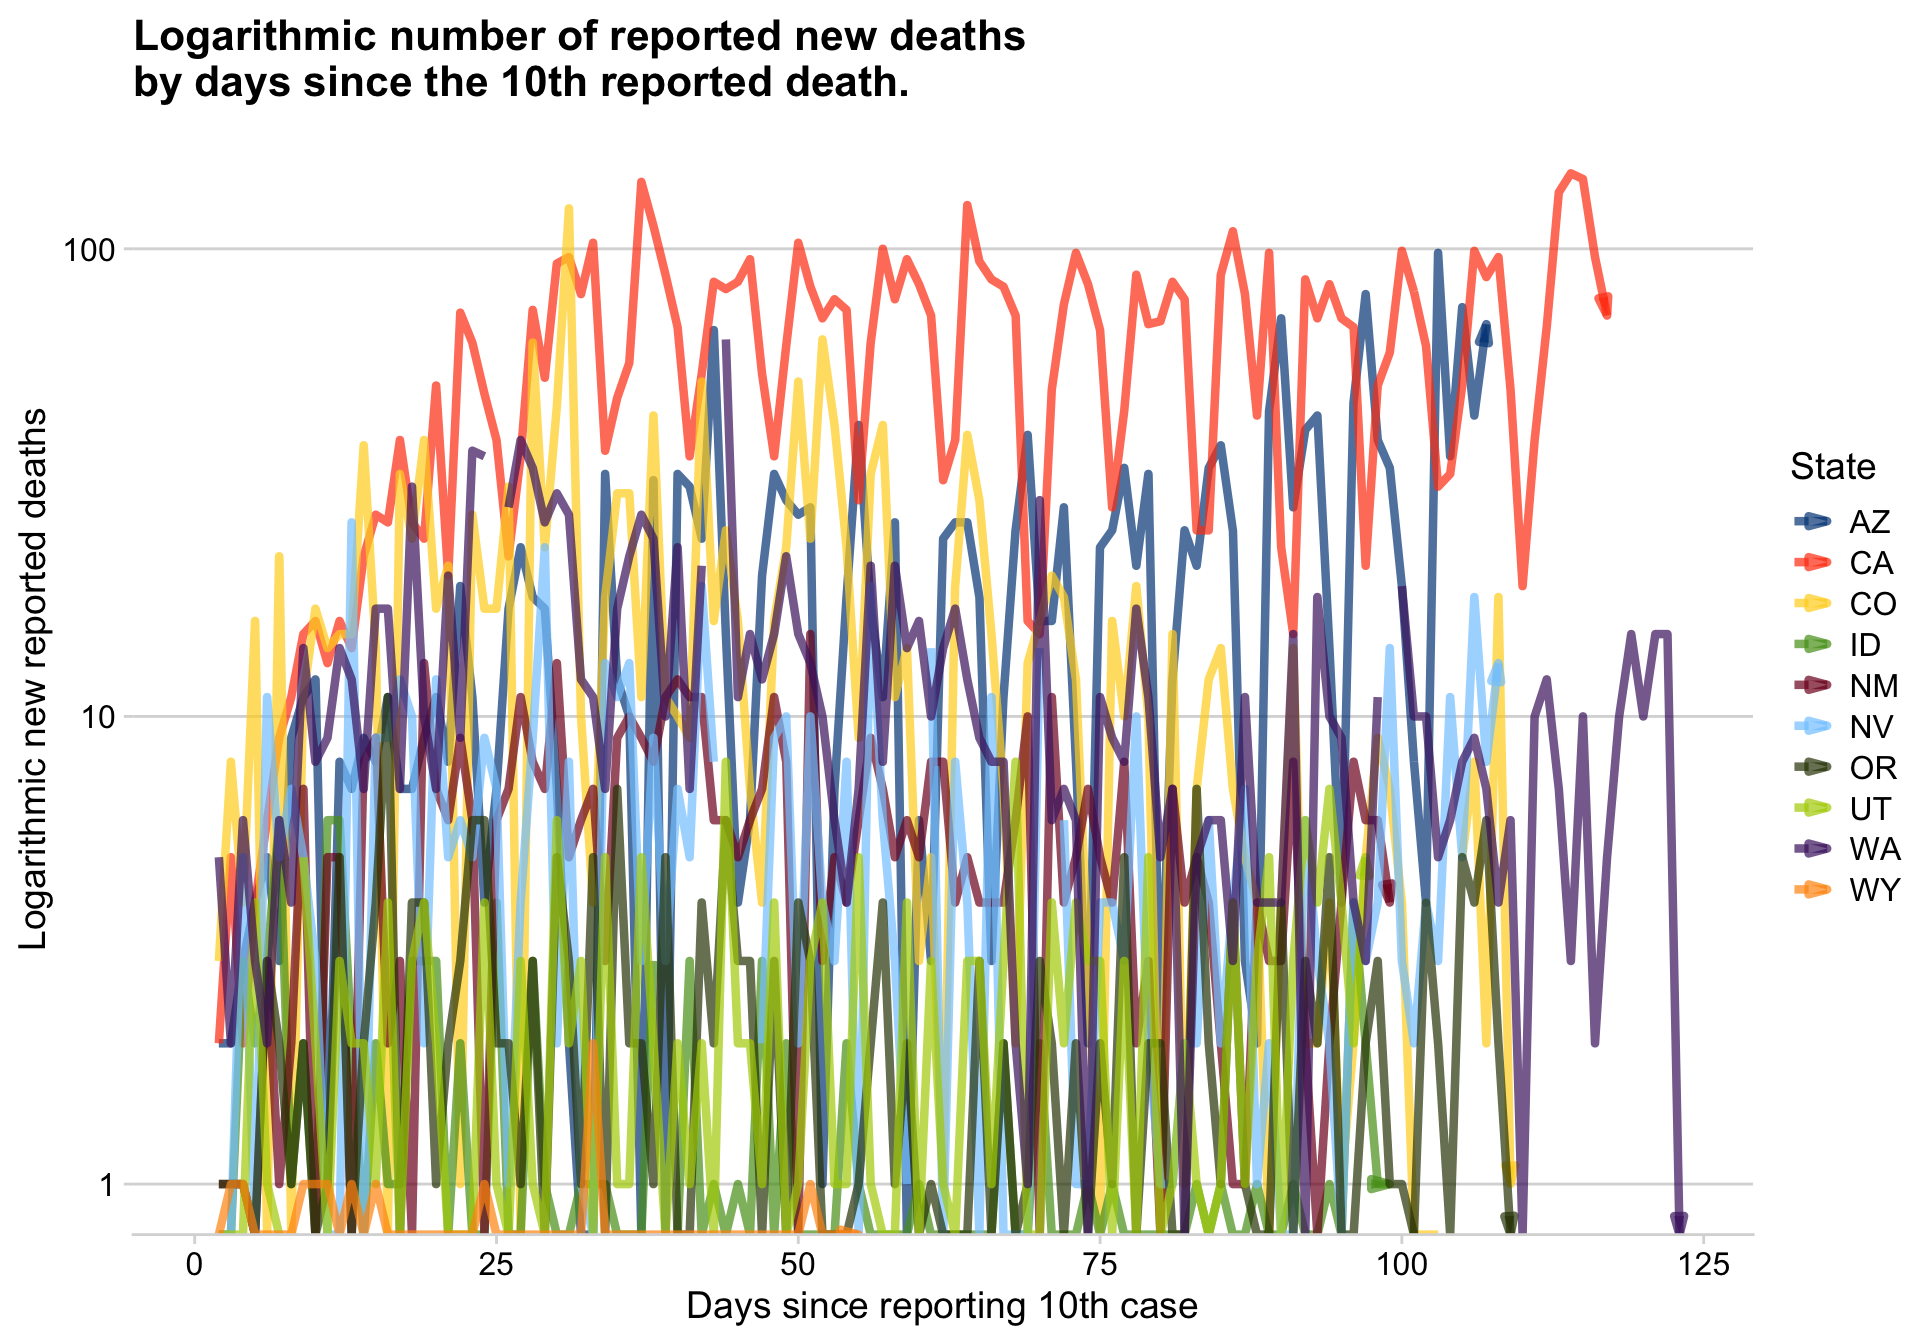 Logarithmic number of reported new deaths
by days since the 10th reported death.
Logarithmic new reported deaths
100
10
1
0
25
50
75
100
125
Days since reporting 10th case
State
AZ
CA
CO
ID
NM
NV
OR
UT
WA
WY